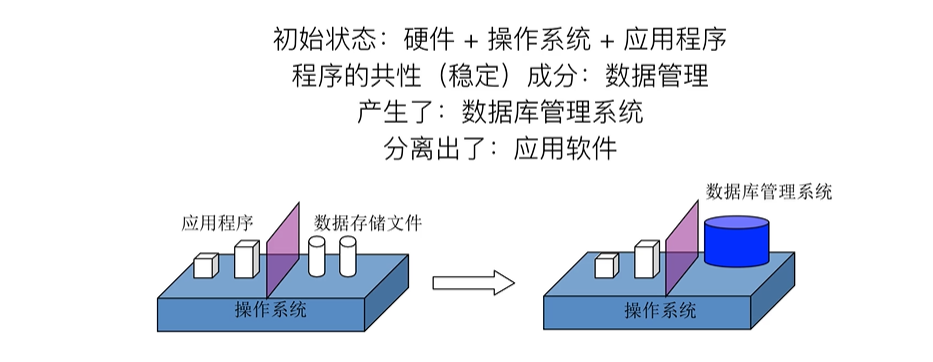 初始状态：硬件 + 操作系统 + 应用程序
程序的共性（稳定）成分：数据管理
产生了：数据库管理系统
分离出了：应用软件
应用程序
数据存储文件
操作系统
数据库管理系统
操作系统